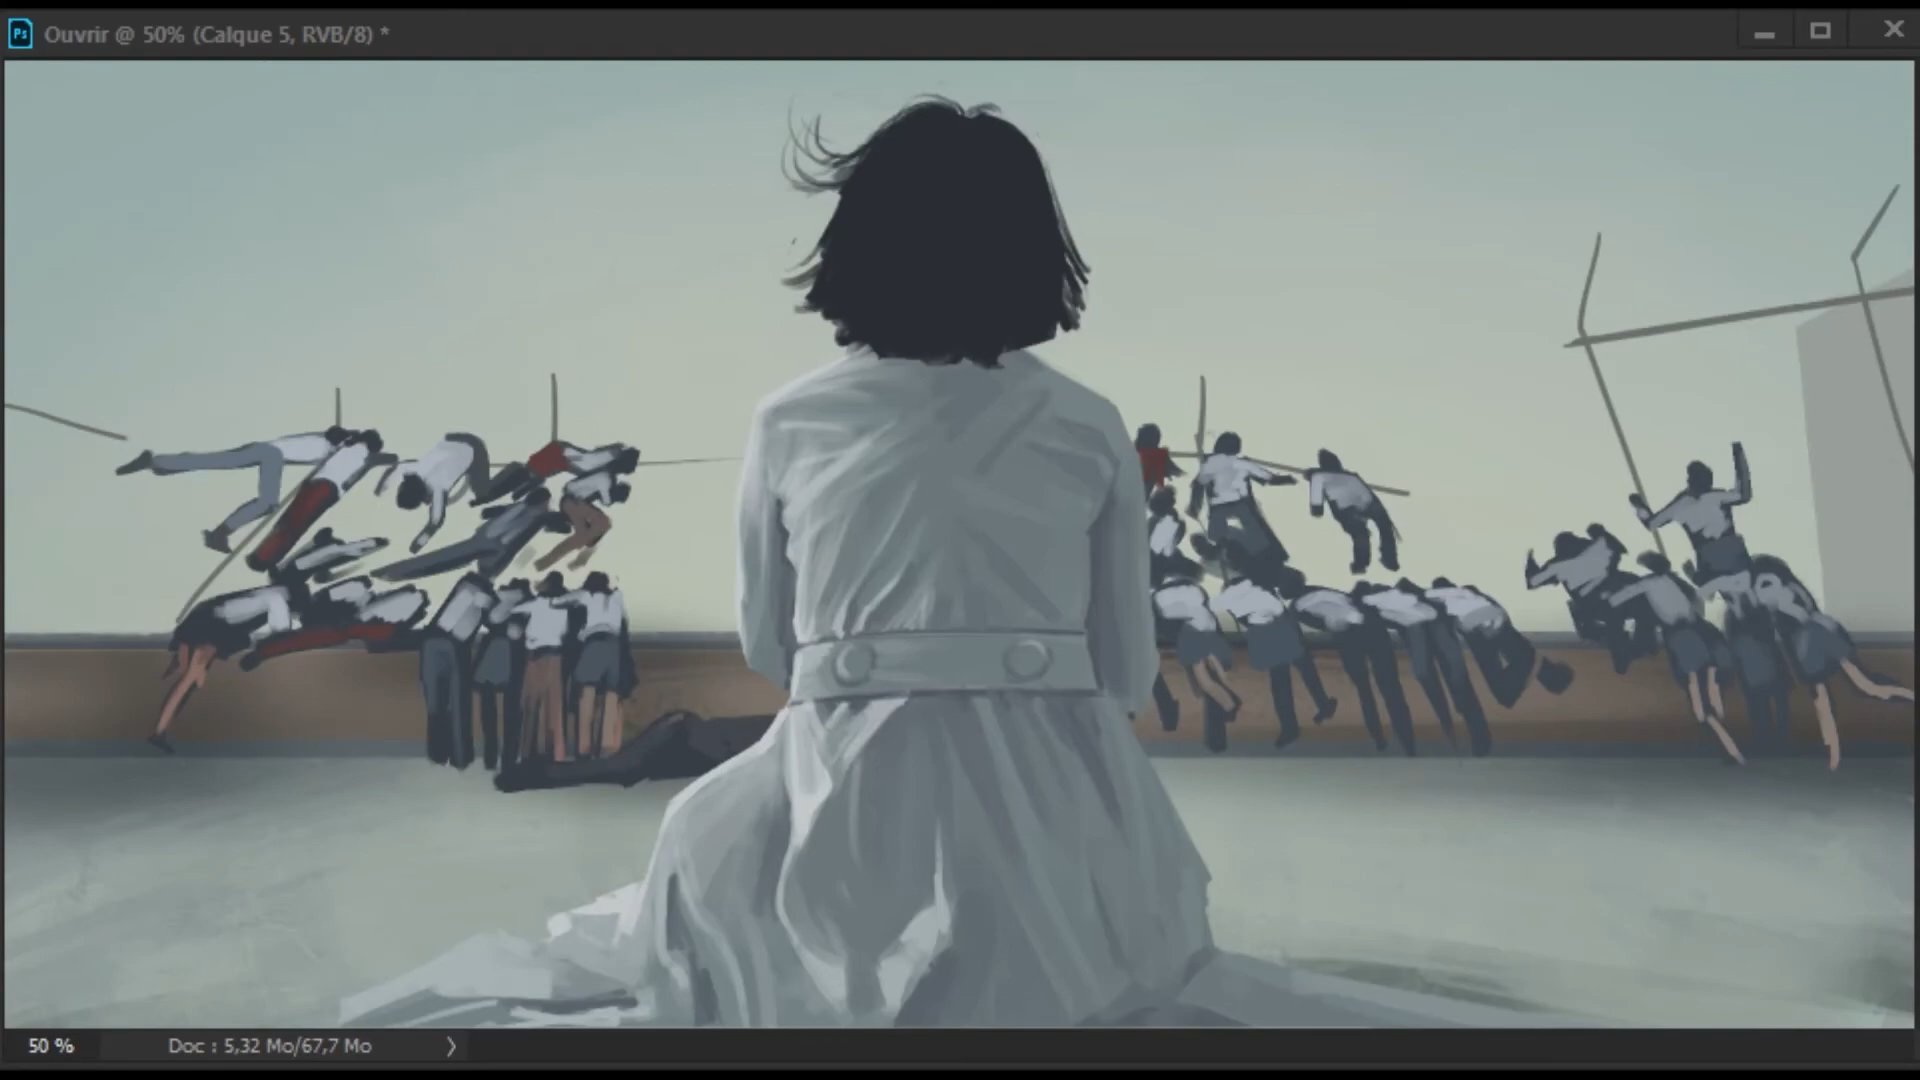 Ps Ouvrir @ 50% (Calque 5, RVB/8) *
50 % Doc : 5,32 Mo/67,7 Mo